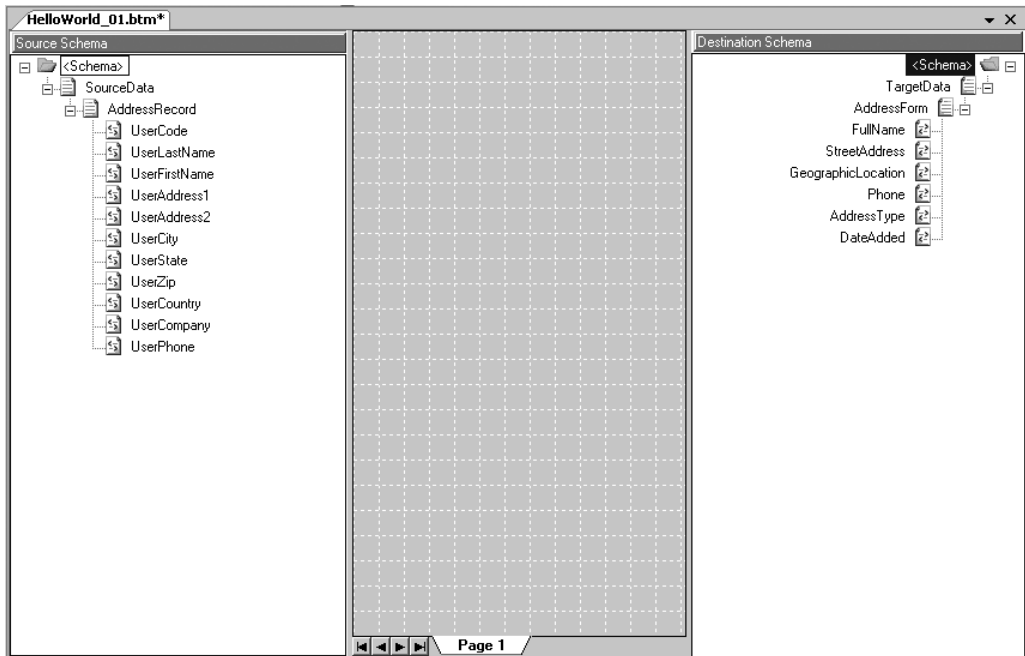 HelloWorld_01.btm*
Source Schema
<Schema>
SourceData
AddressRecord
UserCode
UserLastName
UserFirstName
UserAddress1
UserAddress2
UserCity
UserState
UserZip
UserCountry
UserCompany
UserPhone
Page 1
Destination Schema
<Schema>
TargetData
AddressForm
FullName
StreetAddress
GeographicLocation
Phone
AddressType
DateAdded